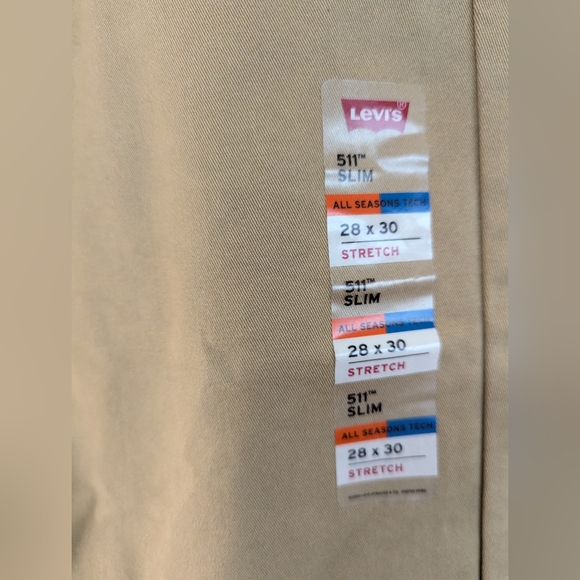 Levi's®
511™
SLIM
ALL SEASONS TECH
28 x 30
STRETCH
511™
SLIM
ALL SEASONS TECH
28 x 30
STRETCH
511™
SLIM
ALL SEASONS TECH
28 x 30
STRETCH